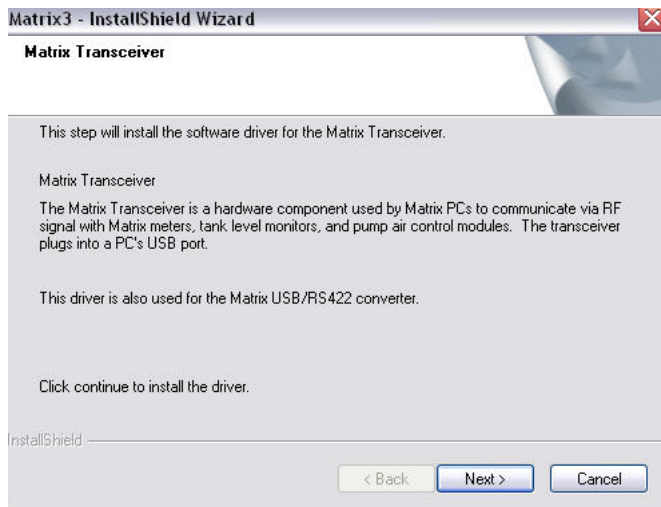 Matrix3 - InstallShield Wizard
Matrix Transceiver
This step will install the software driver for the Matrix Transceiver.
Matrix Transceiver
The Matrix Transceiver is a hardware component used by Matrix PCs to communicate via RF
signal with Matrix meters, tank level monitors, and pump air control modules. The transceiver
plugs into a PC's USB port.
This driver is also used for the Matrix USB/RS422 converter.
Click continue to install the driver.
InstallShield
< Back Next > Cancel